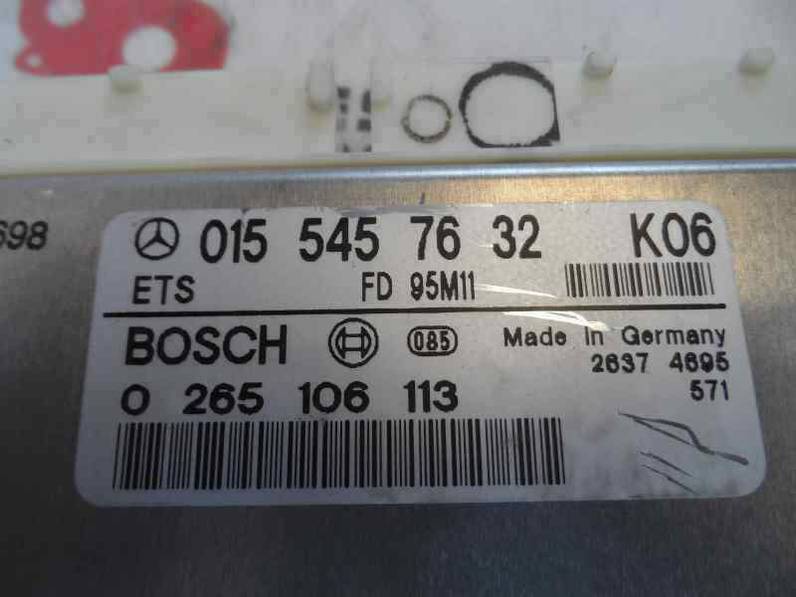 698
015 545 76 32 K06
ETS FD 95M11
BOSCH 085 Made in Germany
2637 4695
0 265 106 113 571